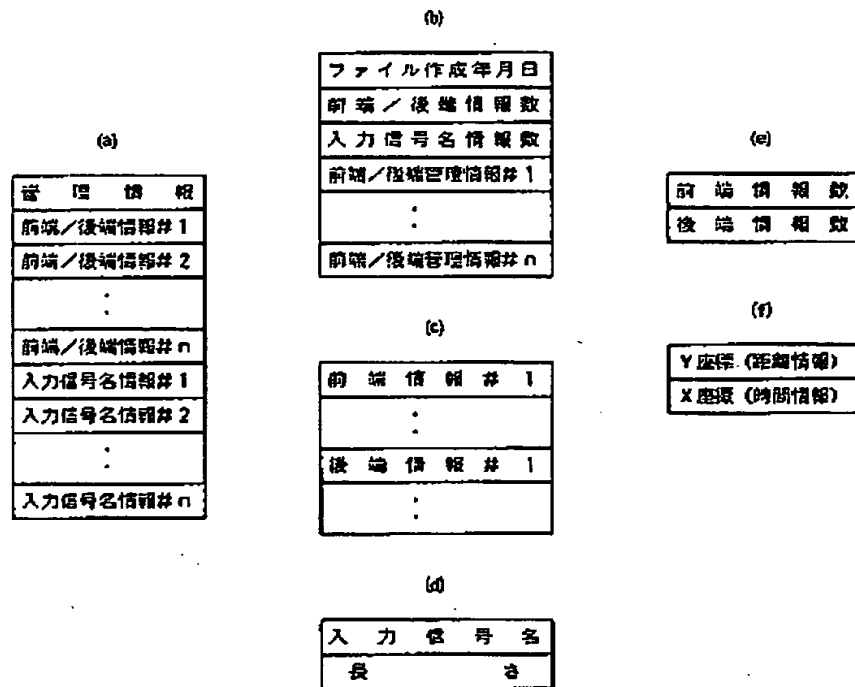 (a)
管理情報
前端/後端情報#1
前端/後端情報#2
:
前端/後端情報#n
入力信号名情報#1
入力信号名情報#2
:
入力信号名情報#n
(b)
ファイル作成年月日
前端/後端情報数
入力信号名情報数
前端/後端管理情報#1
:
前端/後端管理情報#n
(c)
前端情報#1
:
後端情報#1
:
(d)
入力信号名
長さ
(e)
前端情報数
後端情報数
(f)
Y座標(距離情報)
X座標(時間情報)